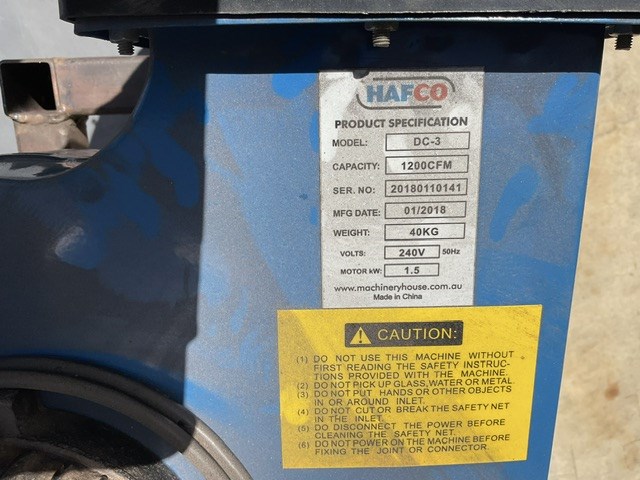 HAFCO
PRODUCT SPECIFICATION
MODEL: DC-3
CAPACITY: 1200CFM
SER. NO: 20180110141
MFG DATE: 01/2018
WEIGHT: 40KG
VOLTS: 240V 50Hz
MOTOR kW: 1.5
www.machineryhouse.com.au
Made in China
CAUTION:
(1) DO NOT USE THIS MACHINE WITHOUT
FIRST READING THE SAFETY INSTRUC-
TIONS PROVIDED WITH THE MACHINE.
(2) DO NOT PICK UP GLASS,WATER OR METAL.
(3) DO NOT PUT HANDS OR OTHER OBJECTS
IN OR AROUND INLET.
(4) DO NOT CUT OR BREAK THE SAFETY NET
IN THE INLET.
(5) DO DISCONNECT THE POWER BEFORE
CLEANING THE SAFETY NET.
(6) DO NOT POWER ON THE MACHINE BEFORE
FIXING THE JOINT OR CONNECTOR.